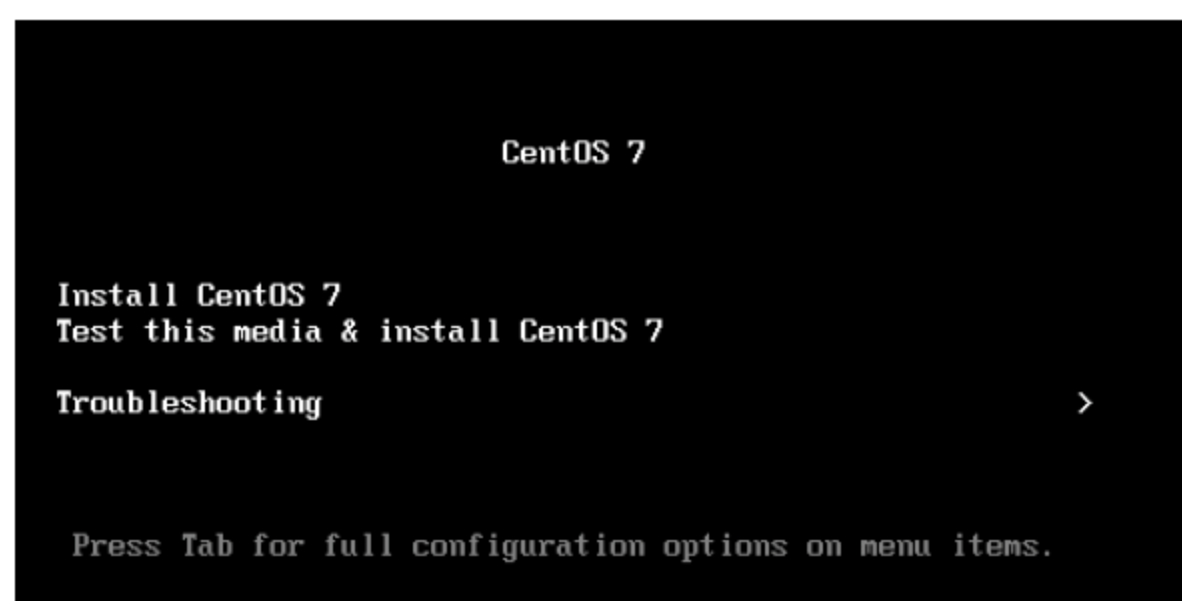 CentOS 7
Install CentOS 7
Test this media & install CentOS 7
Troubleshooting >
Press Tab for full configuration options on menu items.